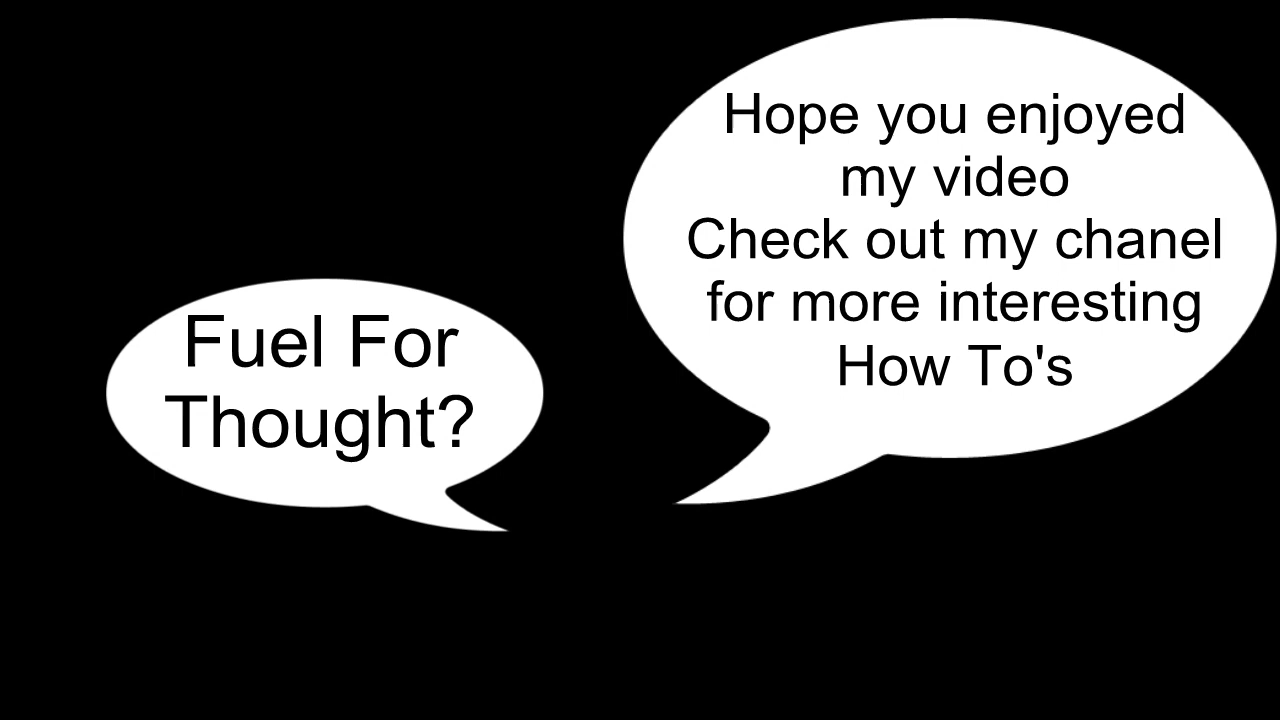 Fuel For
Thought?
Hope you enjoyed
my video
Check out my chanel
for more interesting
How To's